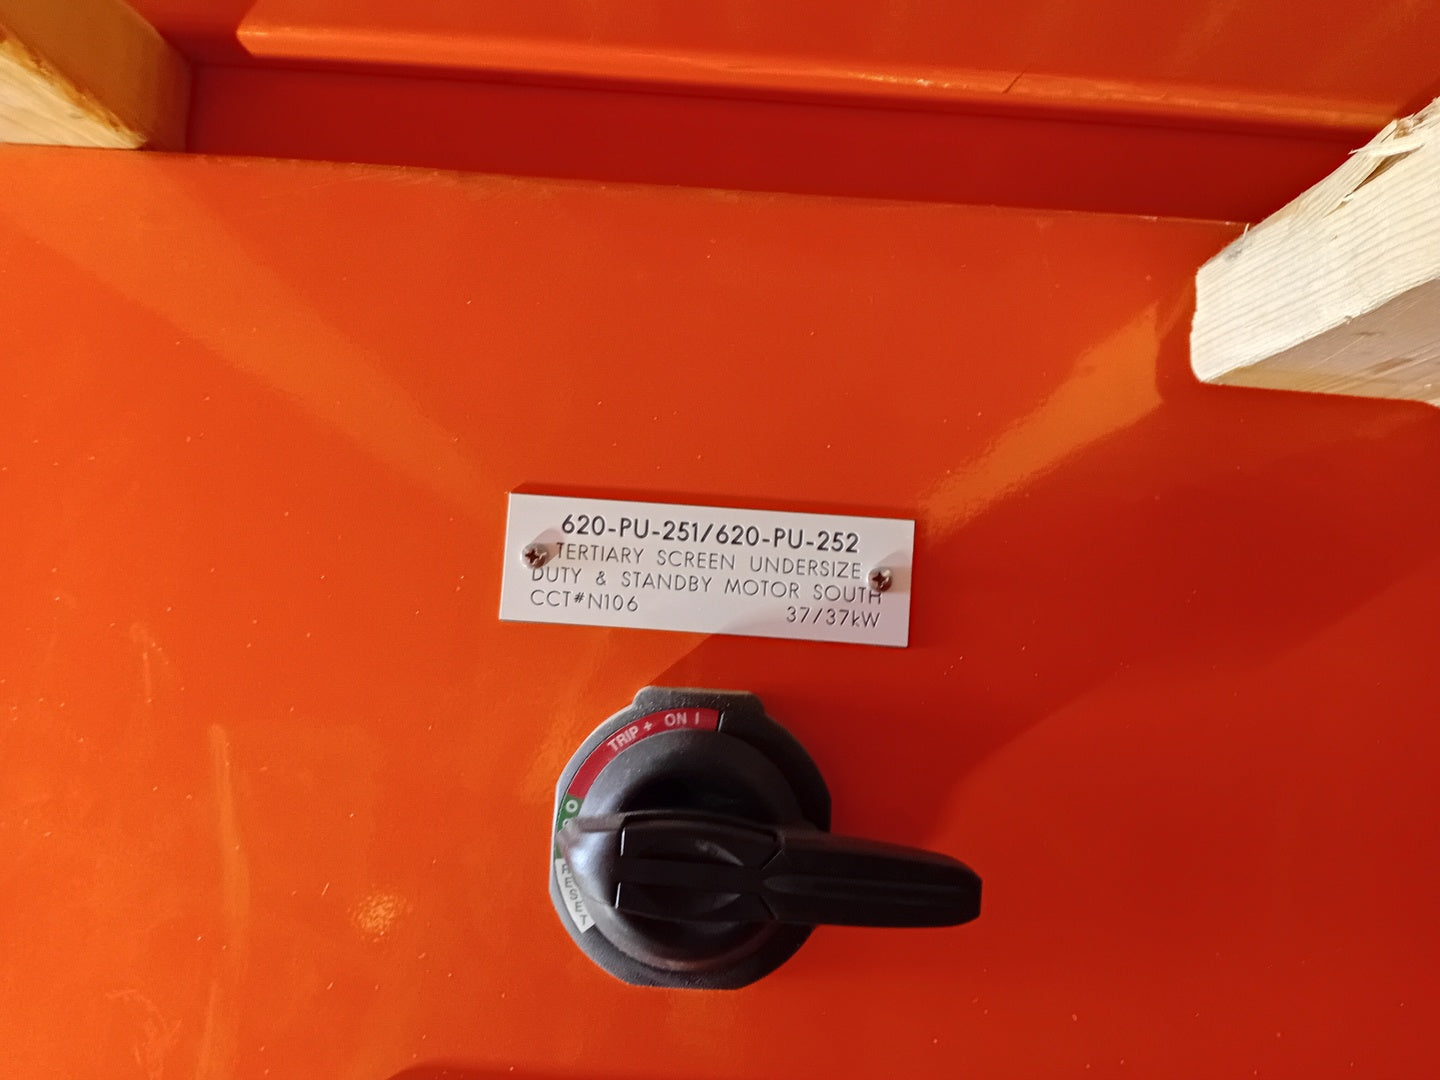 620-PU-251/620-PU-252
TERTIARY SCREEN UNDERSIZE
DUTY & STANDBY MOTOR SOUTH
CCT#N106 37/37kW
TRIP + ON I
O
RESET